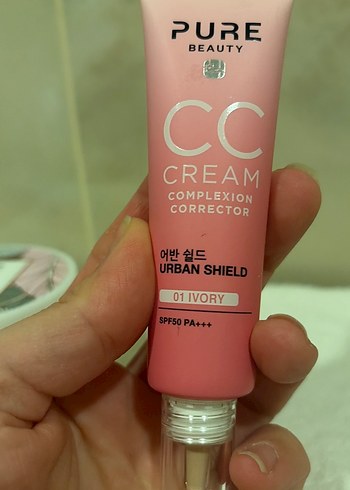 PURE
BEAUTY
CC
CREAM
COMPLEXION
CORRECTOR
어반 쉴드
URBAN SHIELD
01 IVORY
SPF50 PA+++